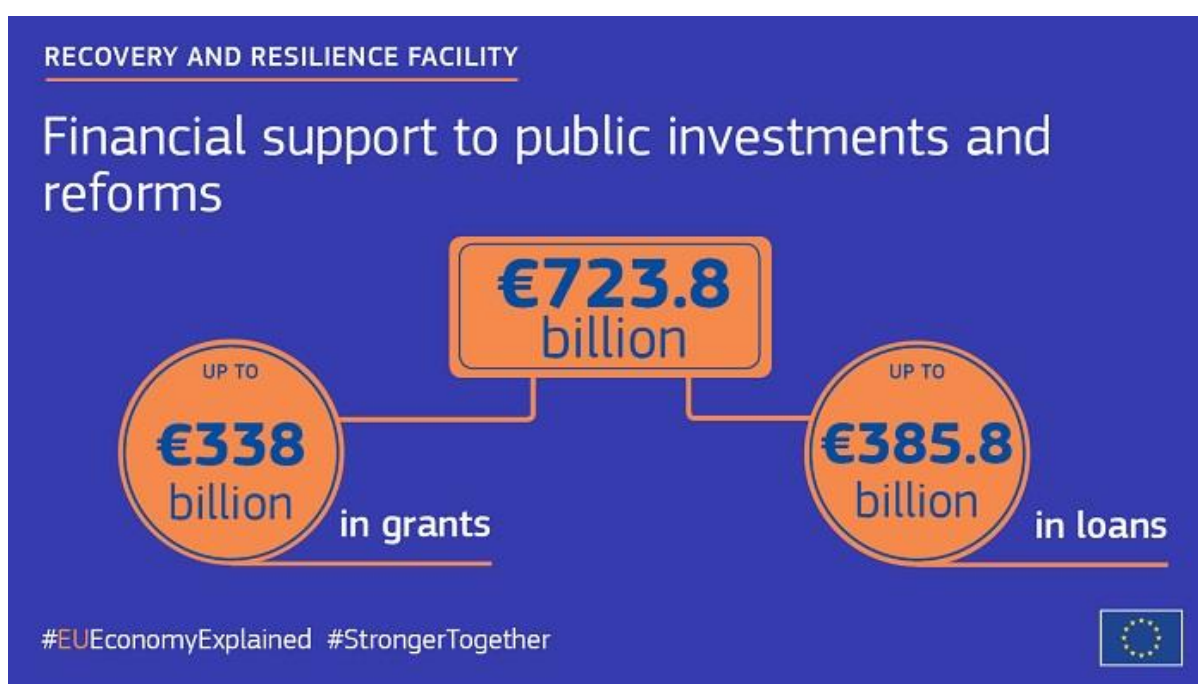 RECOVERY AND RESILIENCE FACILITY
Financial support to public investments and
reforms
€723.8
billion
UP TO
€338
billion
in grants
UP TO
€385.8
billion
in loans
#EUEconomyExplained #StrongerTogether